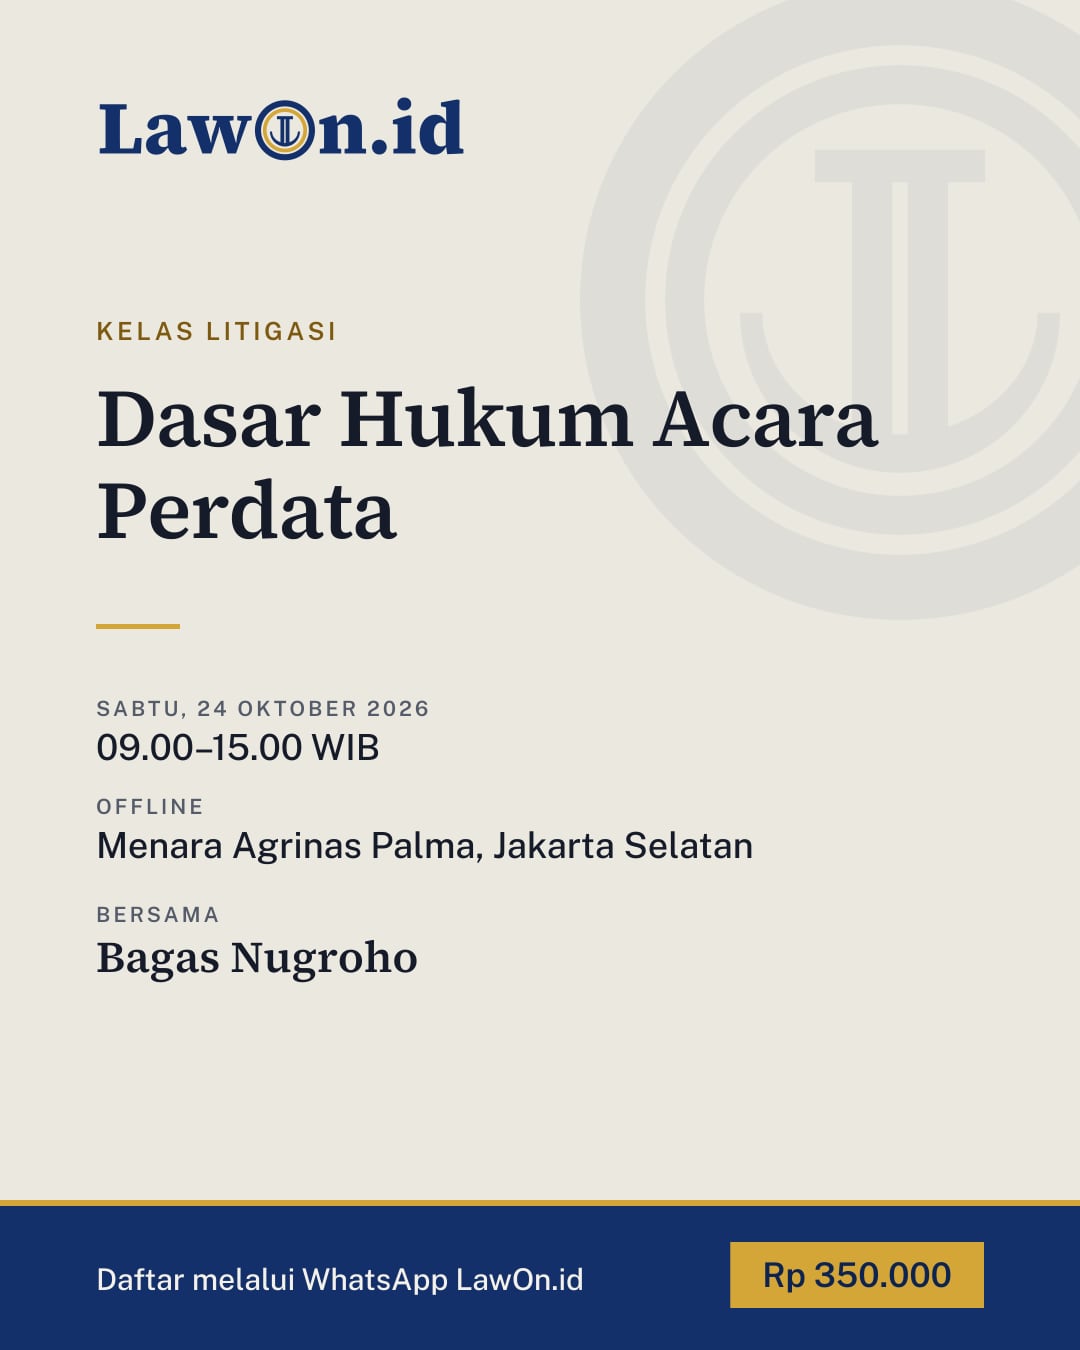 LawOn.id
KELAS LITIGASI
Dasar Hukum Acara
Perdata
SABTU, 24 OKTOBER 2026
09.00–15.00 WIB
OFFLINE
Menara Agrinas Palma, Jakarta Selatan
BERSAMA
Bagas Nugroho
Daftar melalui WhatsApp LawOn.id
Rp 350.000